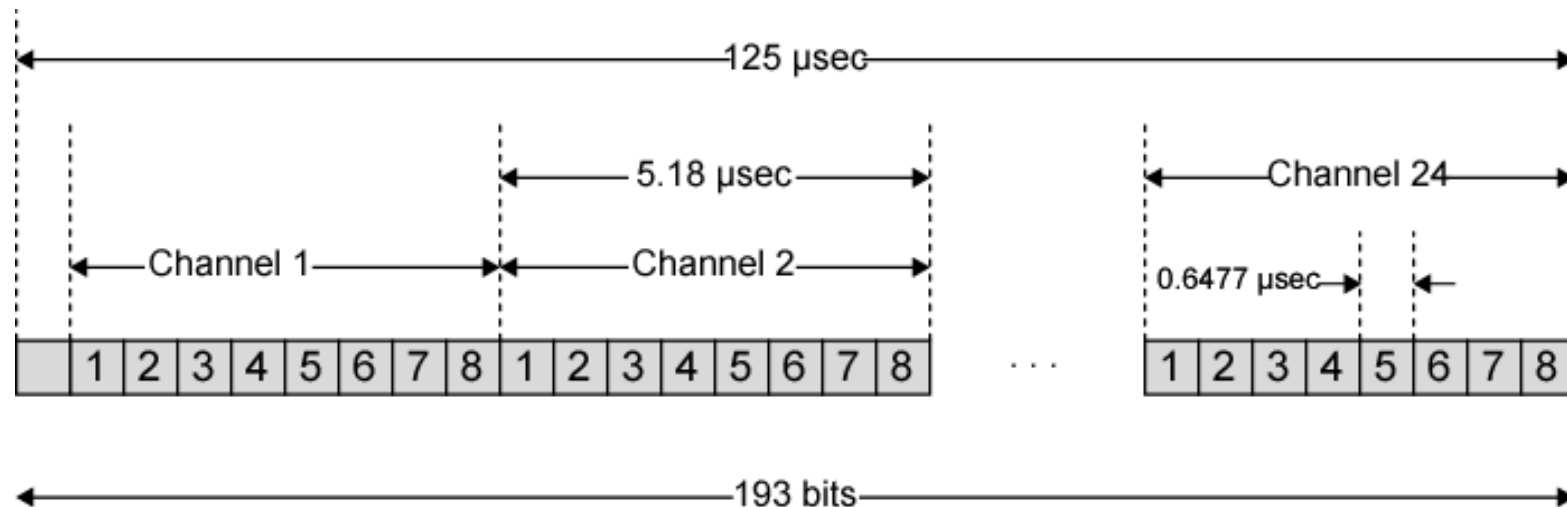 125 µsec
5.18 µsec Channel 24
Channel 1 Channel 2 0.6477 µsec
1 2 3 4 5 6 7 8 1 2 3 4 5 6 7 8 . . . 1 2 3 4 5 6 7 8
193 bits